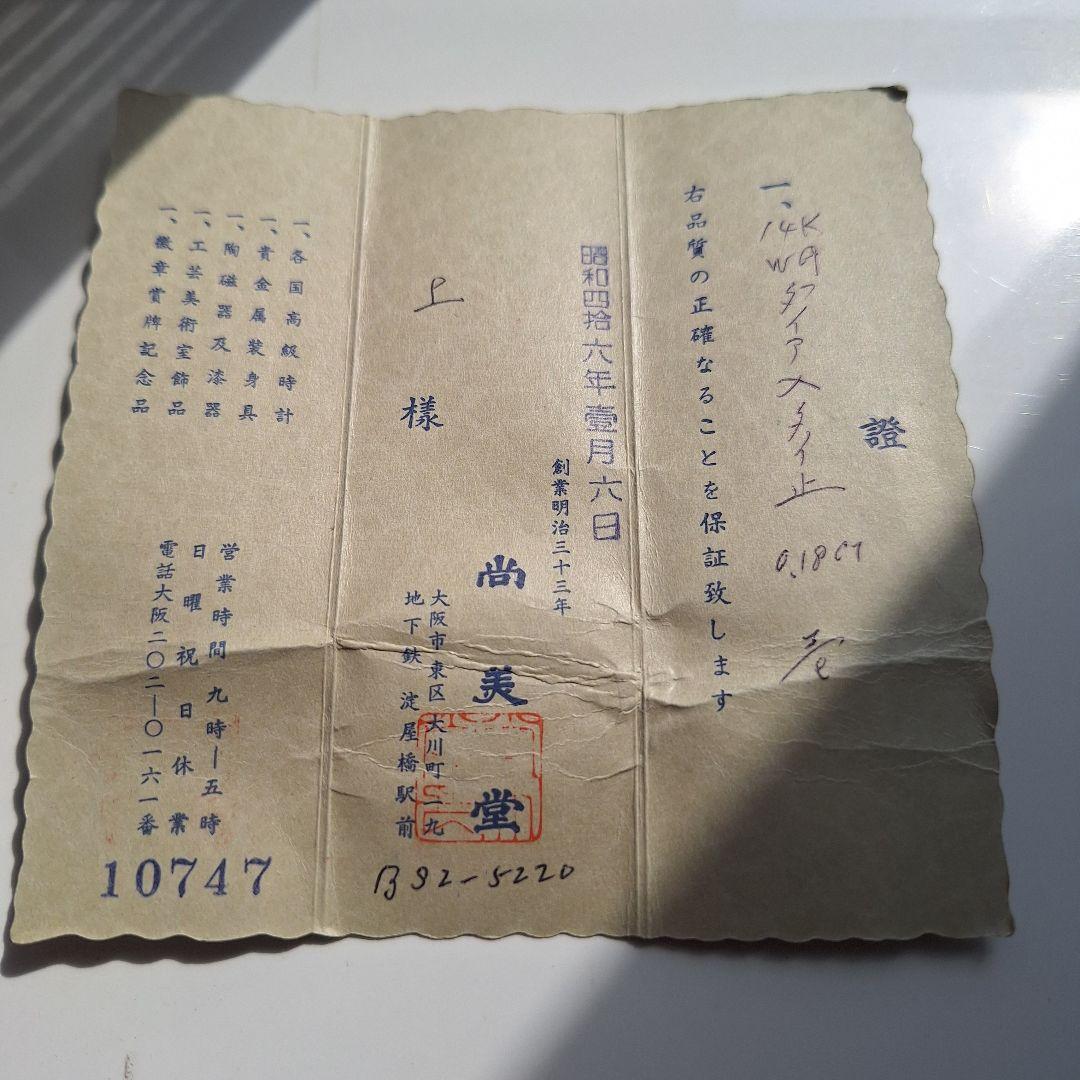 證
一、14K
WG ダイア入タイ止
0.18CT
壱
右品質の正確なることを保証致します
昭和四拾六年壹月六日
創業明治三十三年
尚美堂
大阪市東区大川町一九
地下鉄 淀屋橋駅前
上
様
B92-5220
一、各国高級時計
一、貴金属装身具
一、陶磁器及漆器
一、工芸美術室飾品
一、徽章賞牌記念品
営業時間 九時―五時
日曜祝日休業
電話大阪二〇二―〇一六一番
10747